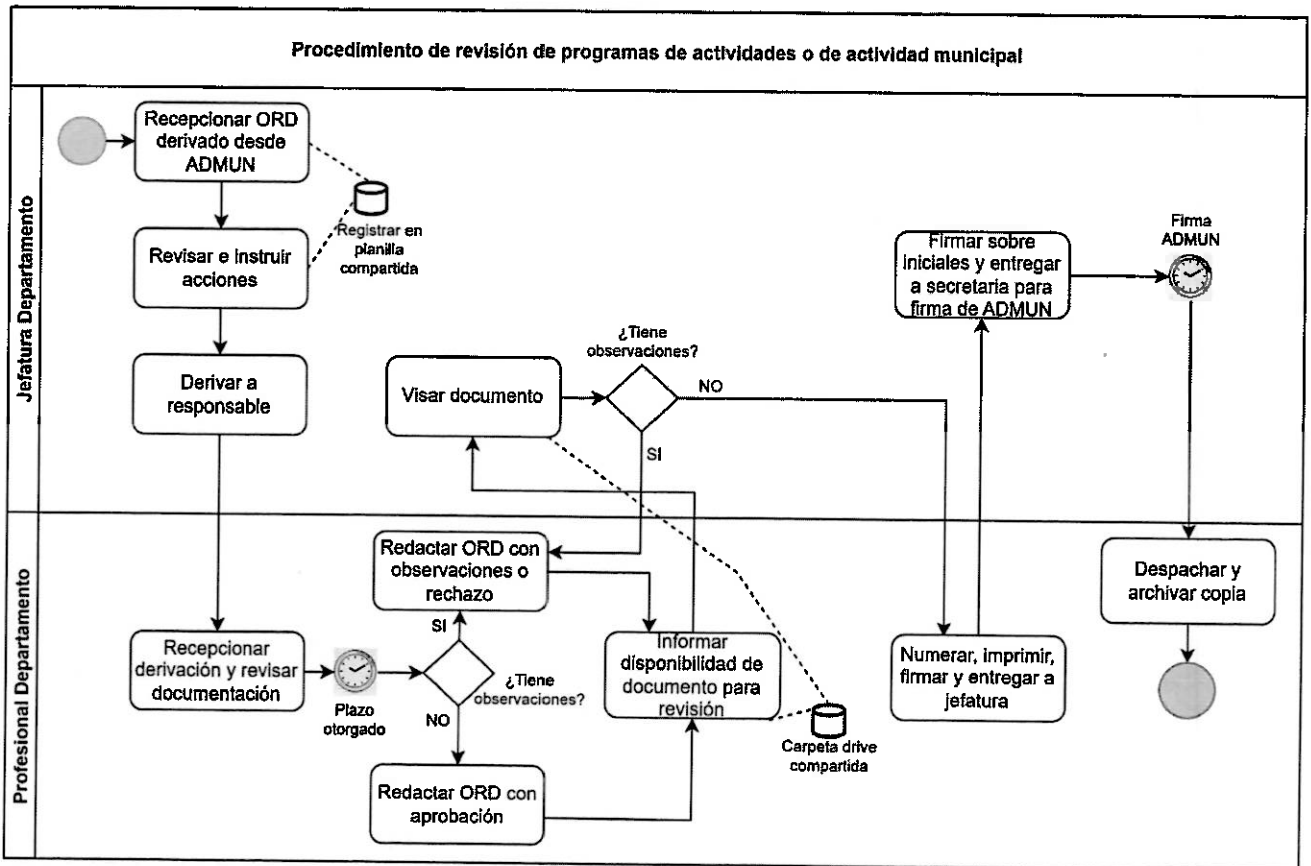 Procedimiento de revisión de programas de actividades o de actividad municipal
Jefatura Departamento
Recepcionar ORD
derivado desde
ADMUN
Registrar en
planilla
compartida
Revisar e instruir
acciones
Derivar a
responsable
Visar documento
¿Tiene
observaciones?
NO
SI
Firmar sobre
iniciales y entregar
a secretaria para
firma de ADMUN
Firma
ADMUN
Profesional Departamento
Recepcionar
derivación y revisar
documentación
Plazo
otorgado
Redactar ORD con
observaciones o
rechazo
SI
¿Tiene
observaciones?
NO
Redactar ORD con
aprobación
Informar
disponibilidad de
documento para
revisión
Carpeta drive
compartida
Numerar, imprimir,
firmar y entregar a
jefatura
Despachar y
archivar copia